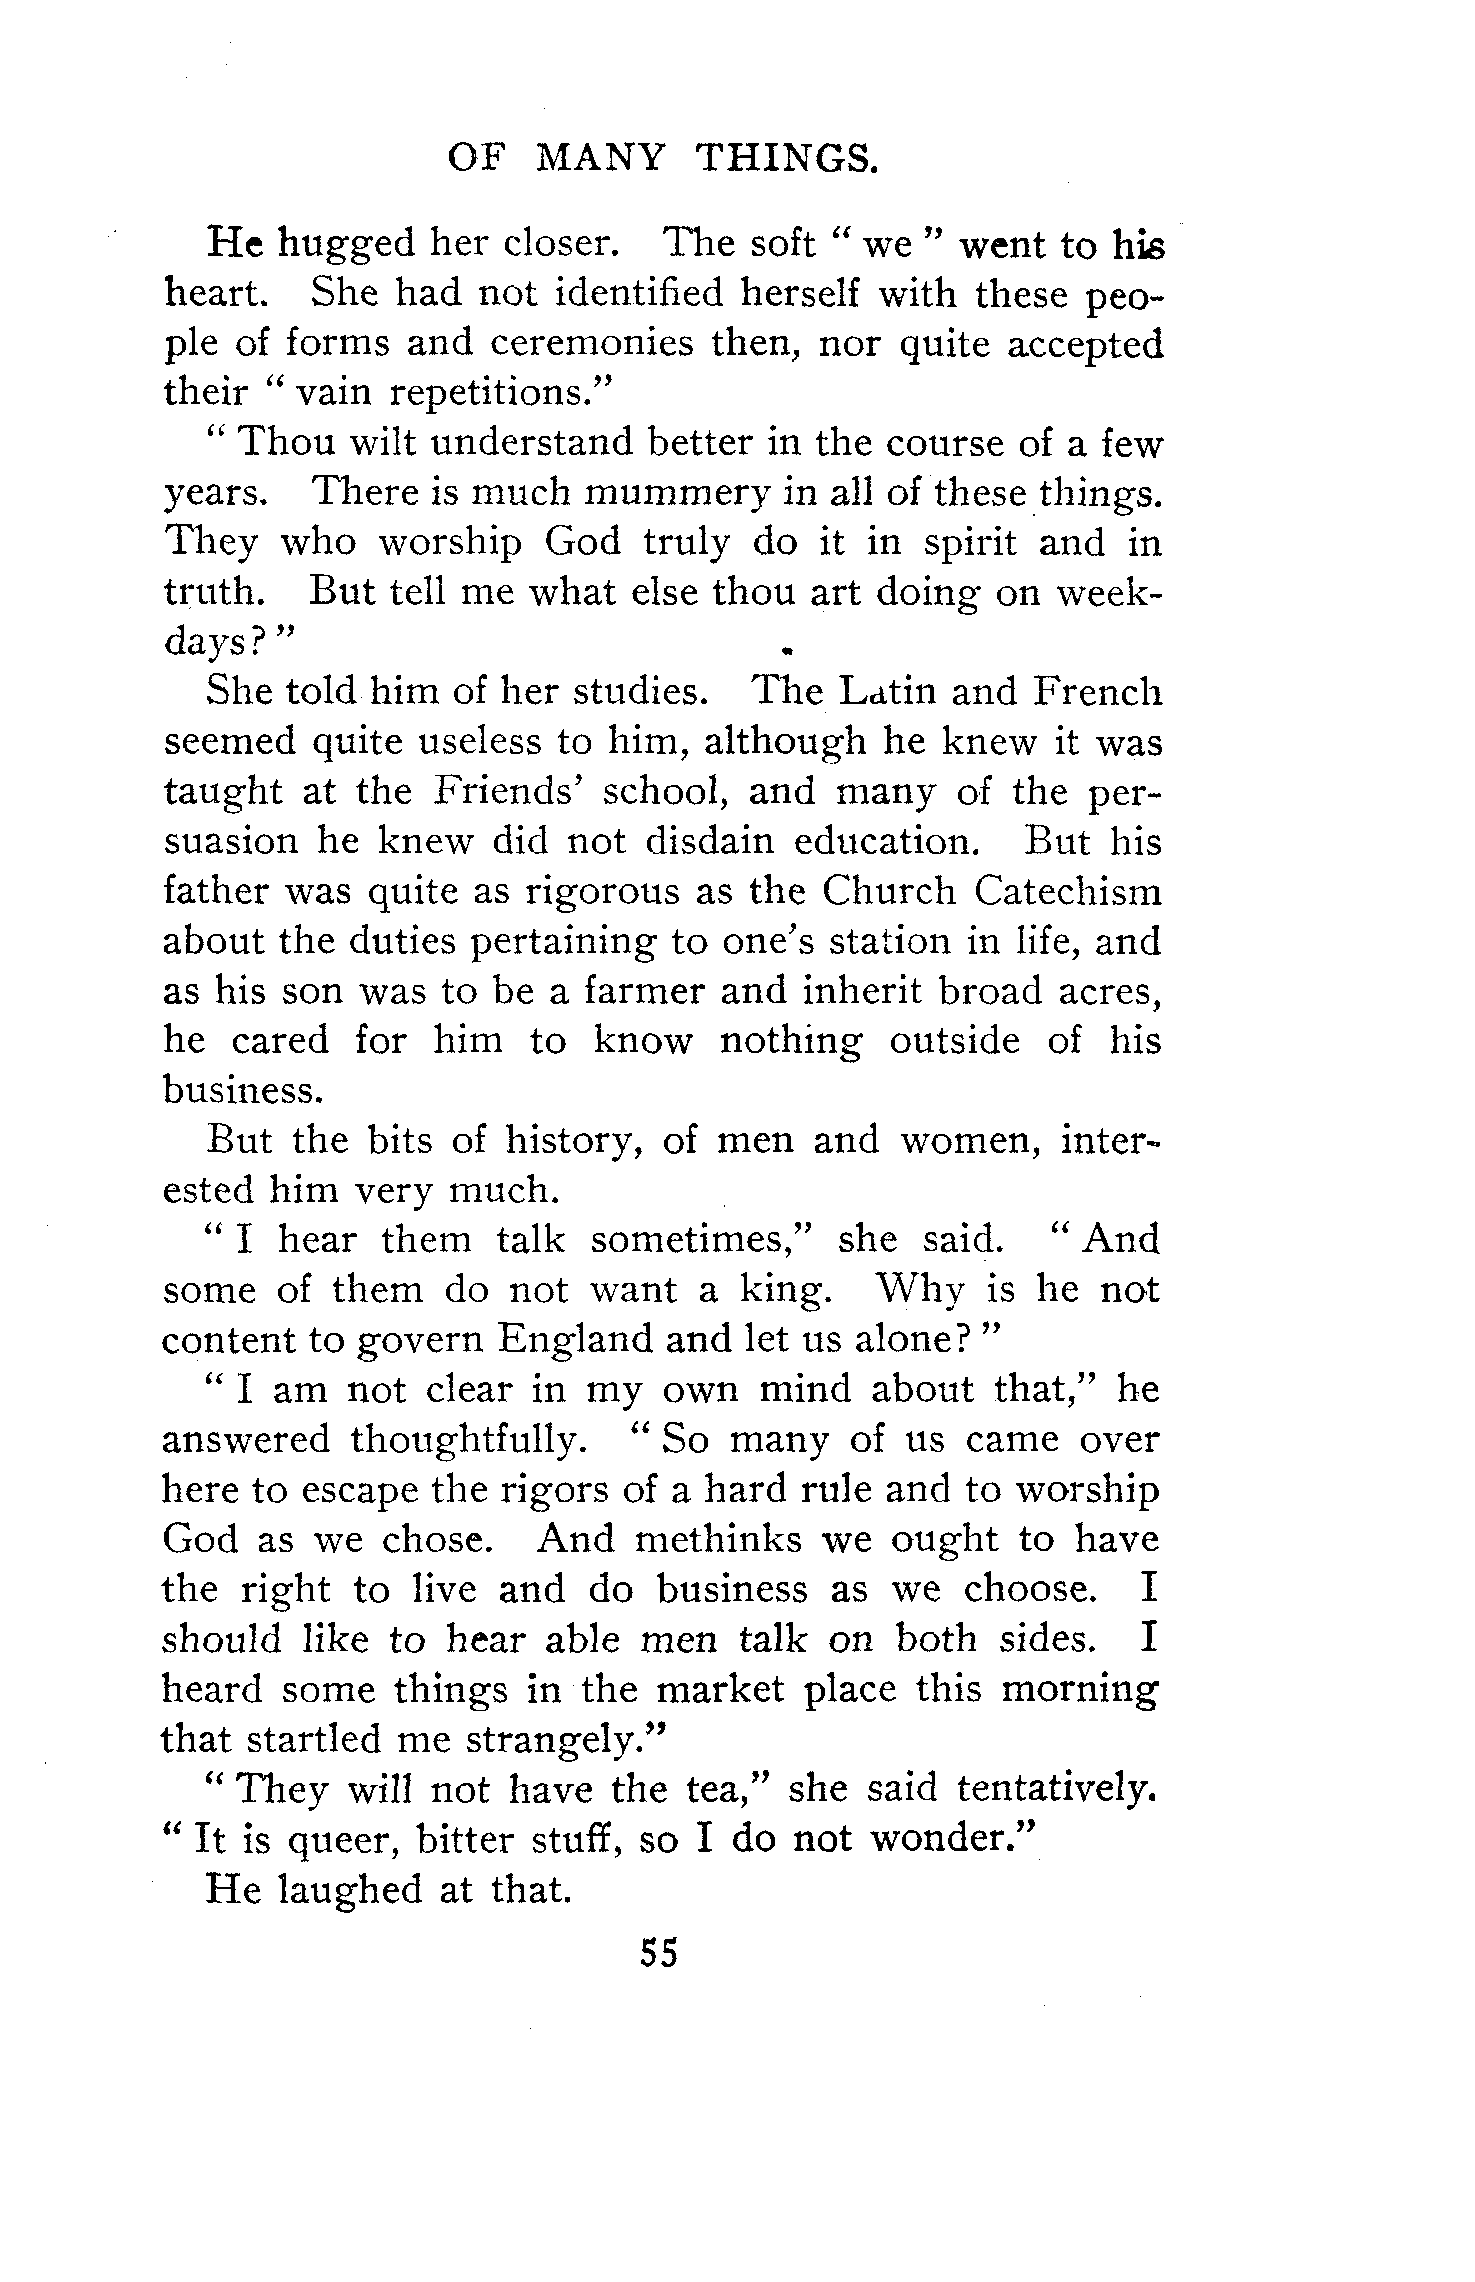 OF MANY THINGS.
He hugged her closer. The soft “ we ” went to his
heart. She had not identified herself with these peo-
ple of forms and ceremonies then, nor quite accepted
their “ vain repetitions.”
“ Thou wilt understand better in the course of a few
years. There is much mummery in all of these things.
They who worship God truly do it in spirit and in
truth. But tell me what else thou art doing on week-
days? ”
She told him of her studies. The Latin and French
seemed quite useless to him, although he knew it was
taught at the Friends’ school, and many of the per-
suasion he knew did not disdain education. But his
father was quite as rigorous as the Church Catechism
about the duties pertaining to one’s station in life, and
as his son was to be a farmer and inherit broad acres,
he cared for him to know nothing outside of his
business.
But the bits of history, of men and women, inter-
ested him very much.
“ I hear them talk sometimes,” she said. “ And
some of them do not want a king. Why is he not
content to govern England and let us alone? ”
“ I am not clear in my own mind about that,” he
answered thoughtfully. “ So many of us came over
here to escape the rigors of a hard rule and to worship
God as we chose. And methinks we ought to have
the right to live and do business as we choose. I
should like to hear able men talk on both sides. I
heard some things in the market place this morning
that startled me strangely.”
“ They will not have the tea,” she said tentatively.
“ It is queer, bitter stuff, so I do not wonder.”
He laughed at that.
55